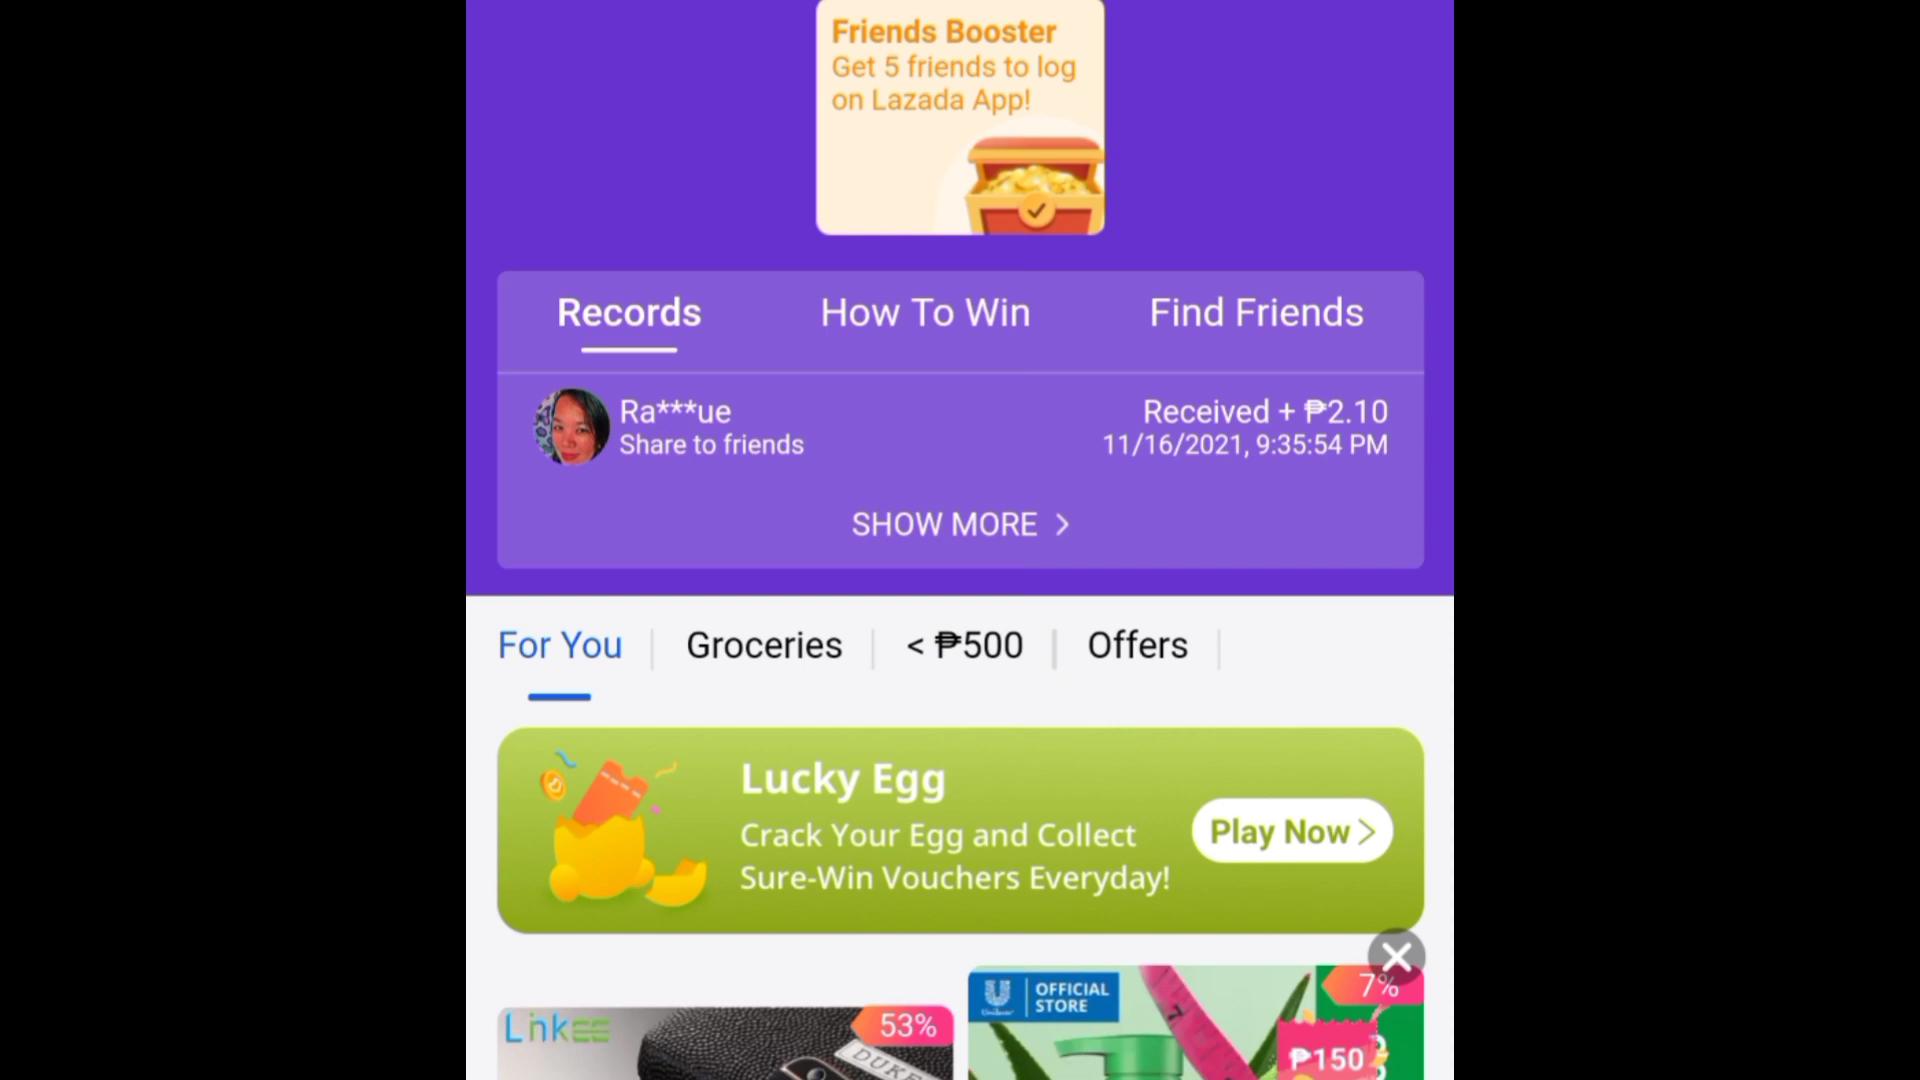 Friends Booster
Get 5 friends to log
on Lazada App!
Records How To Win Find Friends
Ra***ue Received + ₱2.10
Share to friends 11/16/2021, 9:35:54 PM
SHOW MORE >
For You Groceries < ₱500 Offers
Lucky Egg
Crack Your Egg and Collect
Sure-Win Vouchers Everyday!
Play Now >
Unilever OFFICIAL
STORE
7%
Linkee
53%
DUKE
₱150